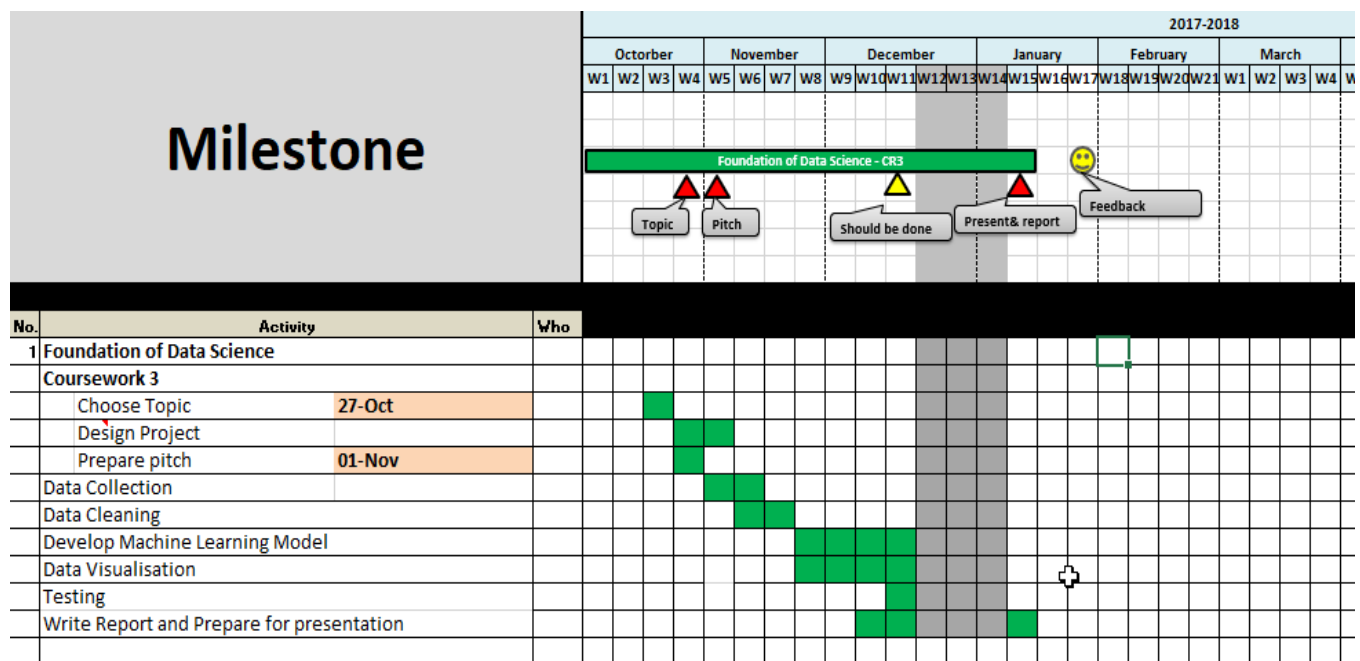 2017-2018
Octorber November December January February March
W1 W2 W3 W4 W5 W6 W7 W8 W9 W10 W11 W12 W13 W14 W15 W16 W17 W18 W19 W20 W21 W1 W2 W3 W4 W
Milestone
Foundation of Data Science - CR3
Topic
Pitch
Should be done
Present& report
Feedback
No. Activity Who
1 Foundation of Data Science
Coursework 3
Choose Topic 27-Oct
Design Project
Prepare pitch 01-Nov
Data Collection
Data Cleaning
Develop Machine Learning Model
Data Visualisation
Testing
Write Report and Prepare for presentation